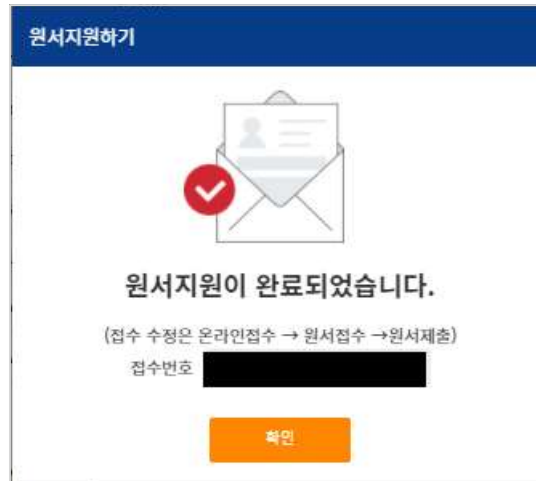 원서지원하기
원서지원이 완료되었습니다.
(접수 수정은 온라인접수 → 원서접수 →원서제출)
접수번호
확인